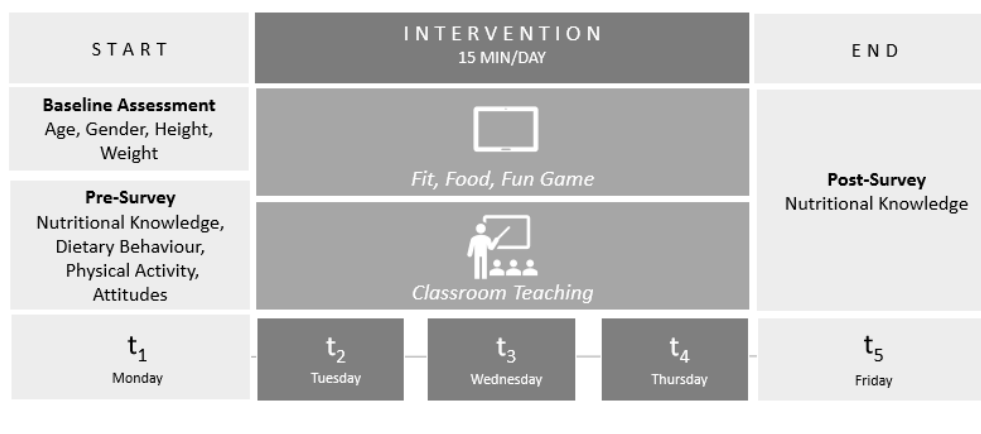 START
INTERVENTION
15 MIN/DAY
END
Baseline Assessment
Age, Gender, Height,
Weight
Pre-Survey
Nutritional Knowledge,
Dietary Behaviour,
Physical Activity,
Attitudes
Fit, Food, Fun Game
Classroom Teaching
Post-Survey
Nutritional Knowledge
t1
Monday
t2
Tuesday
t3
Wednesday
t4
Thursday
t5
Friday